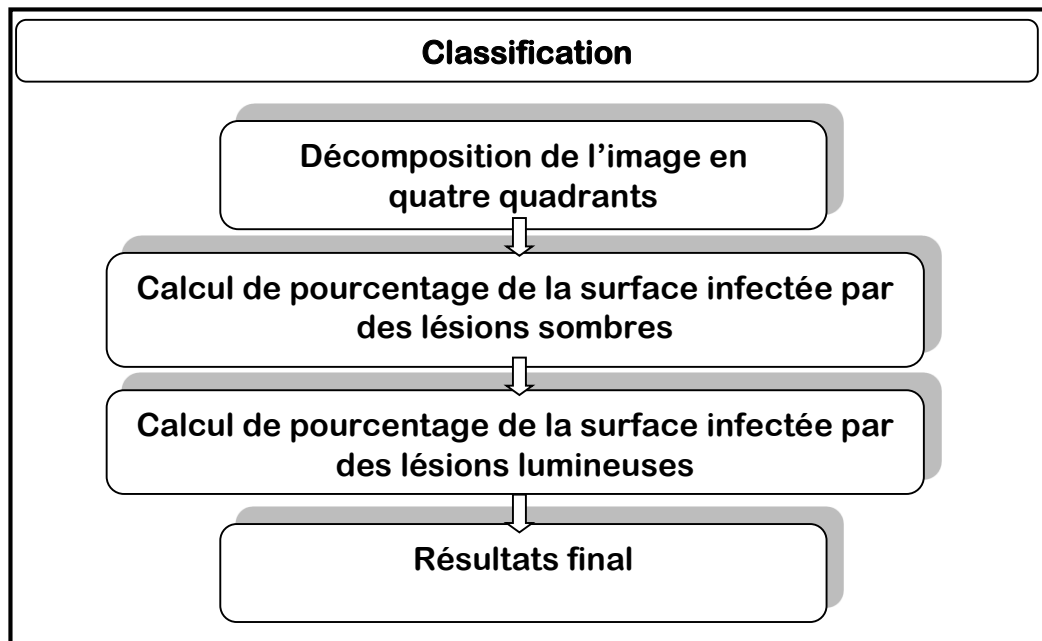 Classification
Décomposition de l’image en
quatre quadrants
Calcul de pourcentage de la surface infectée par
des lésions sombres
Calcul de pourcentage de la surface infectée par
des lésions lumineuses
Résultats final